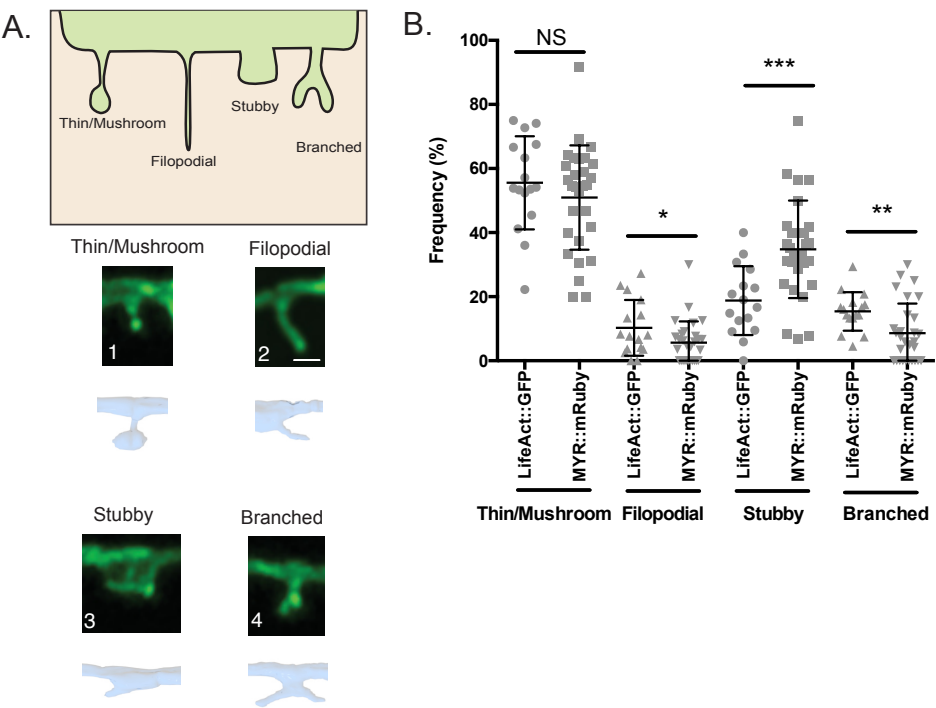 A.
Thin/Mushroom
Filopodial
Stubby
Branched
Thin/Mushroom
Filopodial
1
2
Stubby
Branched
3
4
B.
Frequency (%)
100
80
60
40
20
0
NS
*
***
**
LifeAct::GFP
MYR::mRuby
LifeAct::GFP
MYR::mRuby
LifeAct::GFP
MYR::mRuby
LifeAct::GFP
MYR::mRuby
Thin/Mushroom Filopodial Stubby Branched